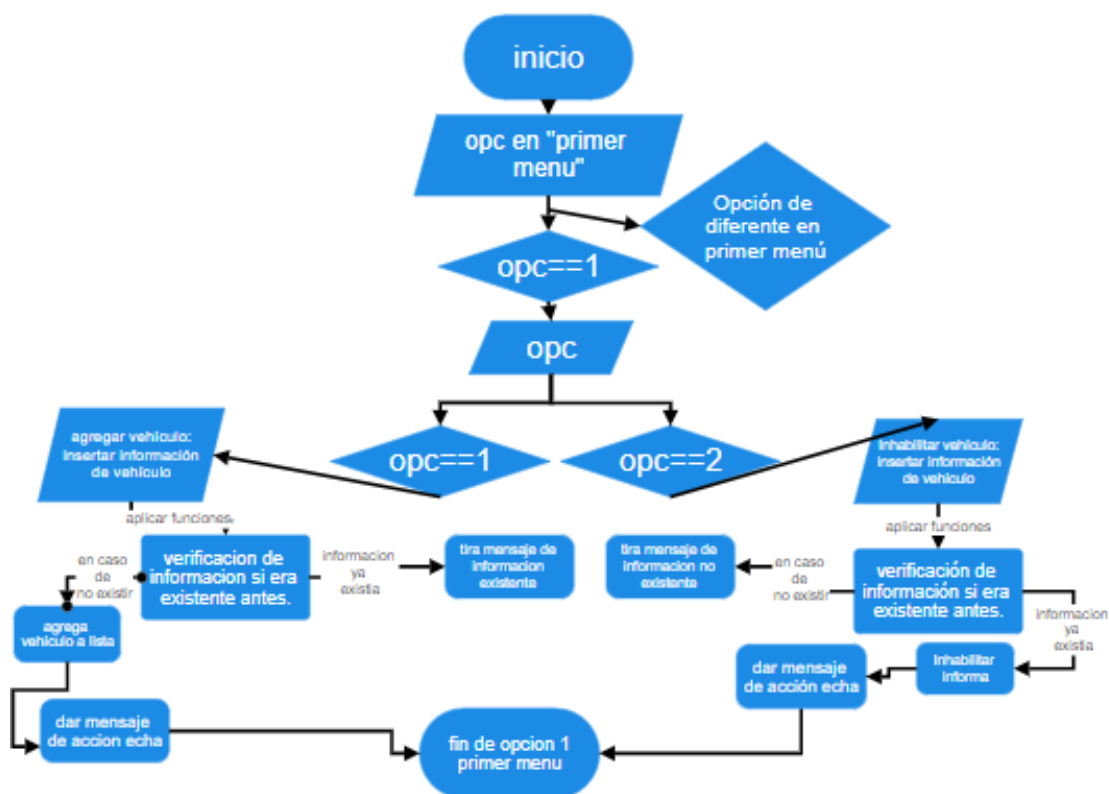 inicio
opc en "primer
menu"
Opción de
diferente en
primer menú
opc==1
opc
agregar vehiculo:
insertar información
de vehiculo
opc==1
opc==2
Inhabilitar vehiculo:
insertar información
de vehiculo
aplicar funciones.
aplicar funciones
en caso
de
no existir
verificacion de
informacion si era
existente antes.
informacion
ya
existia
tira mensaje de
informacion
existente
tira mensaje de
informacion no
existente
en caso
de
no existir
verificación de
información si era
existente antes.
informacion
ya
existia
agrega
vehiculo a lista
Inhabilitar
informa
dar mensaje
de acción echa
dar mensaje
de accion echa
fin de opcion 1
primer menu